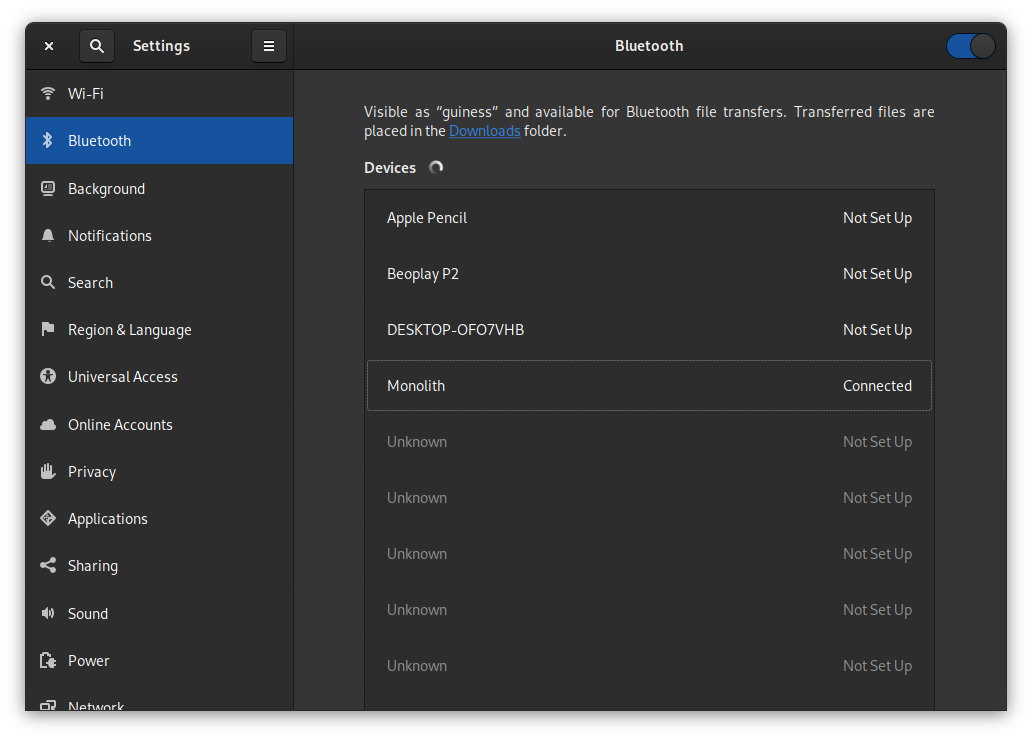 Settings
Bluetooth
Wi-Fi
Bluetooth
Background
Notifications
Search
Region & Language
Universal Access
Online Accounts
Privacy
Applications
Sharing
Sound
Power
Network
Visible as “guiness” and available for Bluetooth file transfers. Transferred files are
placed in the Downloads folder.
Devices
Apple Pencil Not Set Up
Beoplay P2 Not Set Up
DESKTOP-OFO7VHB Not Set Up
Monolith Connected
Unknown Not Set Up
Unknown Not Set Up
Unknown Not Set Up
Unknown Not Set Up
Unknown Not Set Up